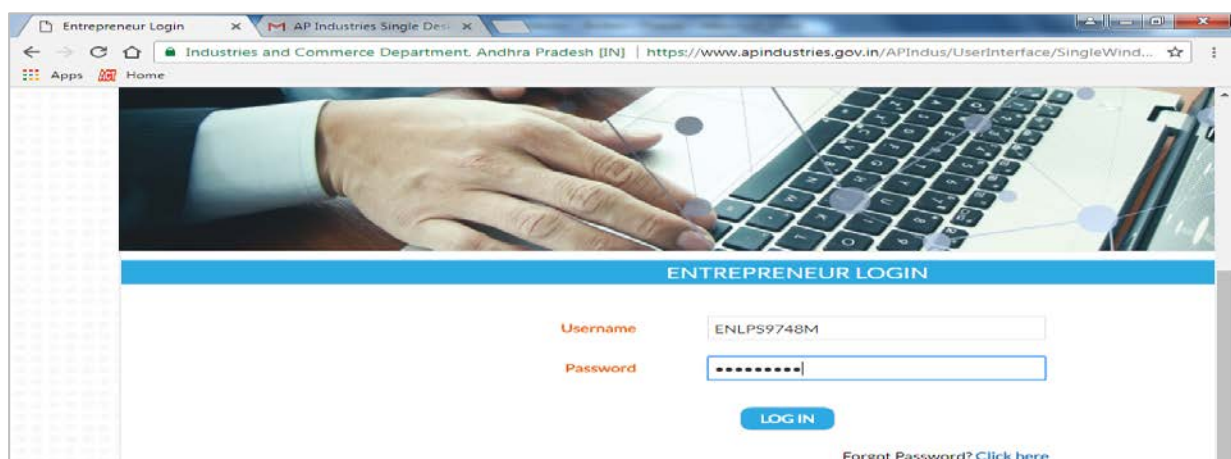 Entrepreneur Login
AP Industries Single Desk
Industries and Commerce Department, Andhra Pradesh [IN] | https://www.apindustries.gov.in/APIndus/UserInterface/SingleWind...
Apps
Home
ENTREPRENEUR LOGIN
Username ENLPS9748M
Password •••••••••
LOG IN
Forgot Password? Click here